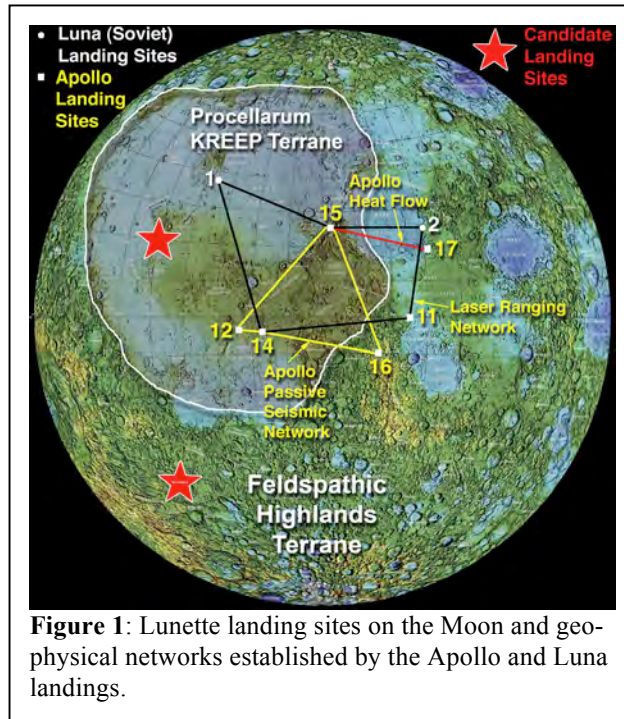 Luna (Soviet)
Landing Sites
Apollo
Landing
Sites
Candidate
Landing
Sites
Procellarum
KREEP Terrane
1
Apollo
Heat Flow
15
2
17
12
14
11
Laser Ranging
Network
16
Apollo
Passive
Seismic
Network
Feldspathic
Highlands
Terrane
Figure 1: Lunette landing sites on the Moon and geo-
physical networks established by the Apollo and Luna
landings.